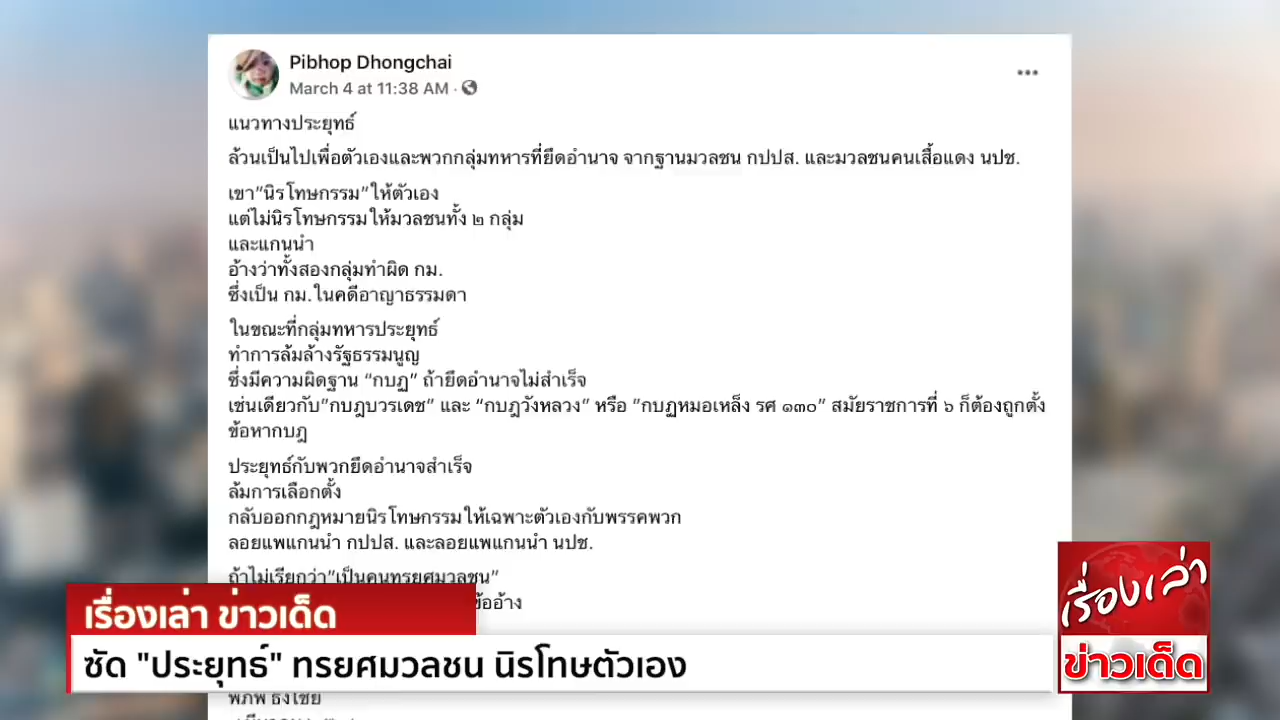 Pibhop Dhongchai
March 4 at 11:38 AM ·
แนวทางประยุทธ์
ล้วนเป็นไปเพื่อตัวเองและพวกกลุ่มทหารที่ยึดอำนาจ จากฐานมวลชน กปปส. และมวลชนคนเสื้อแดง นปช.
เขา"นิรโทษกรรม"ให้ตัวเอง
แต่ไม่นิรโทษกรรมให้มวลชนทั้ง ๒ กลุ่ม
และแกนนำ
อ้างว่าทั้งสองกลุ่มทำผิด กม.
ซึ่งเป็น กม.ในคดีอาญาธรรมดา
ในขณะที่กลุ่มทหารประยุทธ์
ทำการล้มล้างรัฐธรรมนูญ
ซึ่งมีความผิดฐาน "กบฏ" ถ้ายึดอำนาจไม่สำเร็จ
เช่นเดียวกับ"กบฎบวรเดช" และ "กบฎวังหลวง" หรือ "กบฏหมอเหล็ง รศ ๑๓๐" สมัยราชการที่ ๖ ก็ต้องถูกตั้ง
ข้อหากบฎ
ประยุทธ์กับพวกยึดอำนาจสำเร็จ
ล้มการเลือกตั้ง
กลับออกกฎหมายนิรโทษกรรมให้เฉพาะตัวเองกับพรรคพวก
ลอยแพแกนนำ กปปส. และลอยแพแกนนำ นปช.
ถ้าไม่เรียกว่า"เป็นคนทรยศมวลชน"
ข้ออ้าง
เรื่องเล่า ข่าวเด็ด
ซัด "ประยุทธ์" ทรยศมวลชน นิรโทษตัวเอง
เรื่องเล่า
ข่าวเด็ด
พิภพ ธงไชย